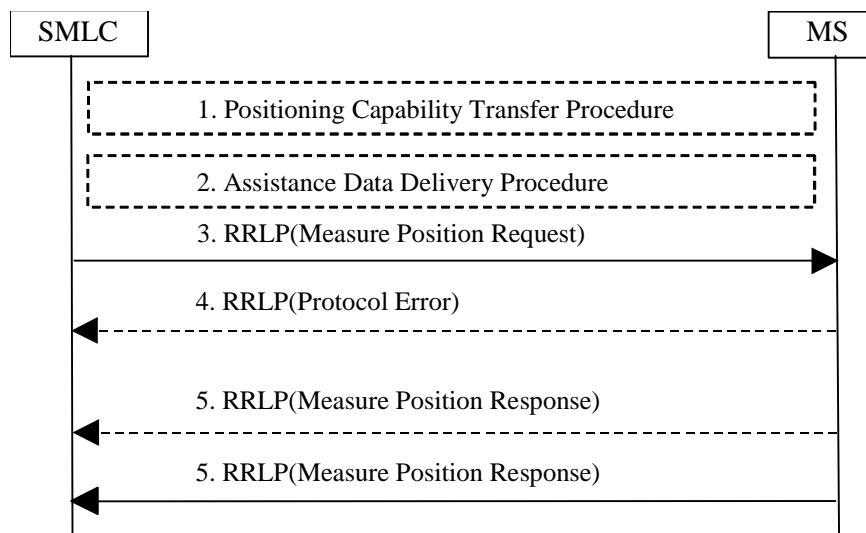 SMLC
MS
1. Positioning Capability Transfer Procedure
2. Assistance Data Delivery Procedure
3. RRLP(Measure Position Request)
4. RRLP(Protocol Error)
5. RRLP(Measure Position Response)
5. RRLP(Measure Position Response)